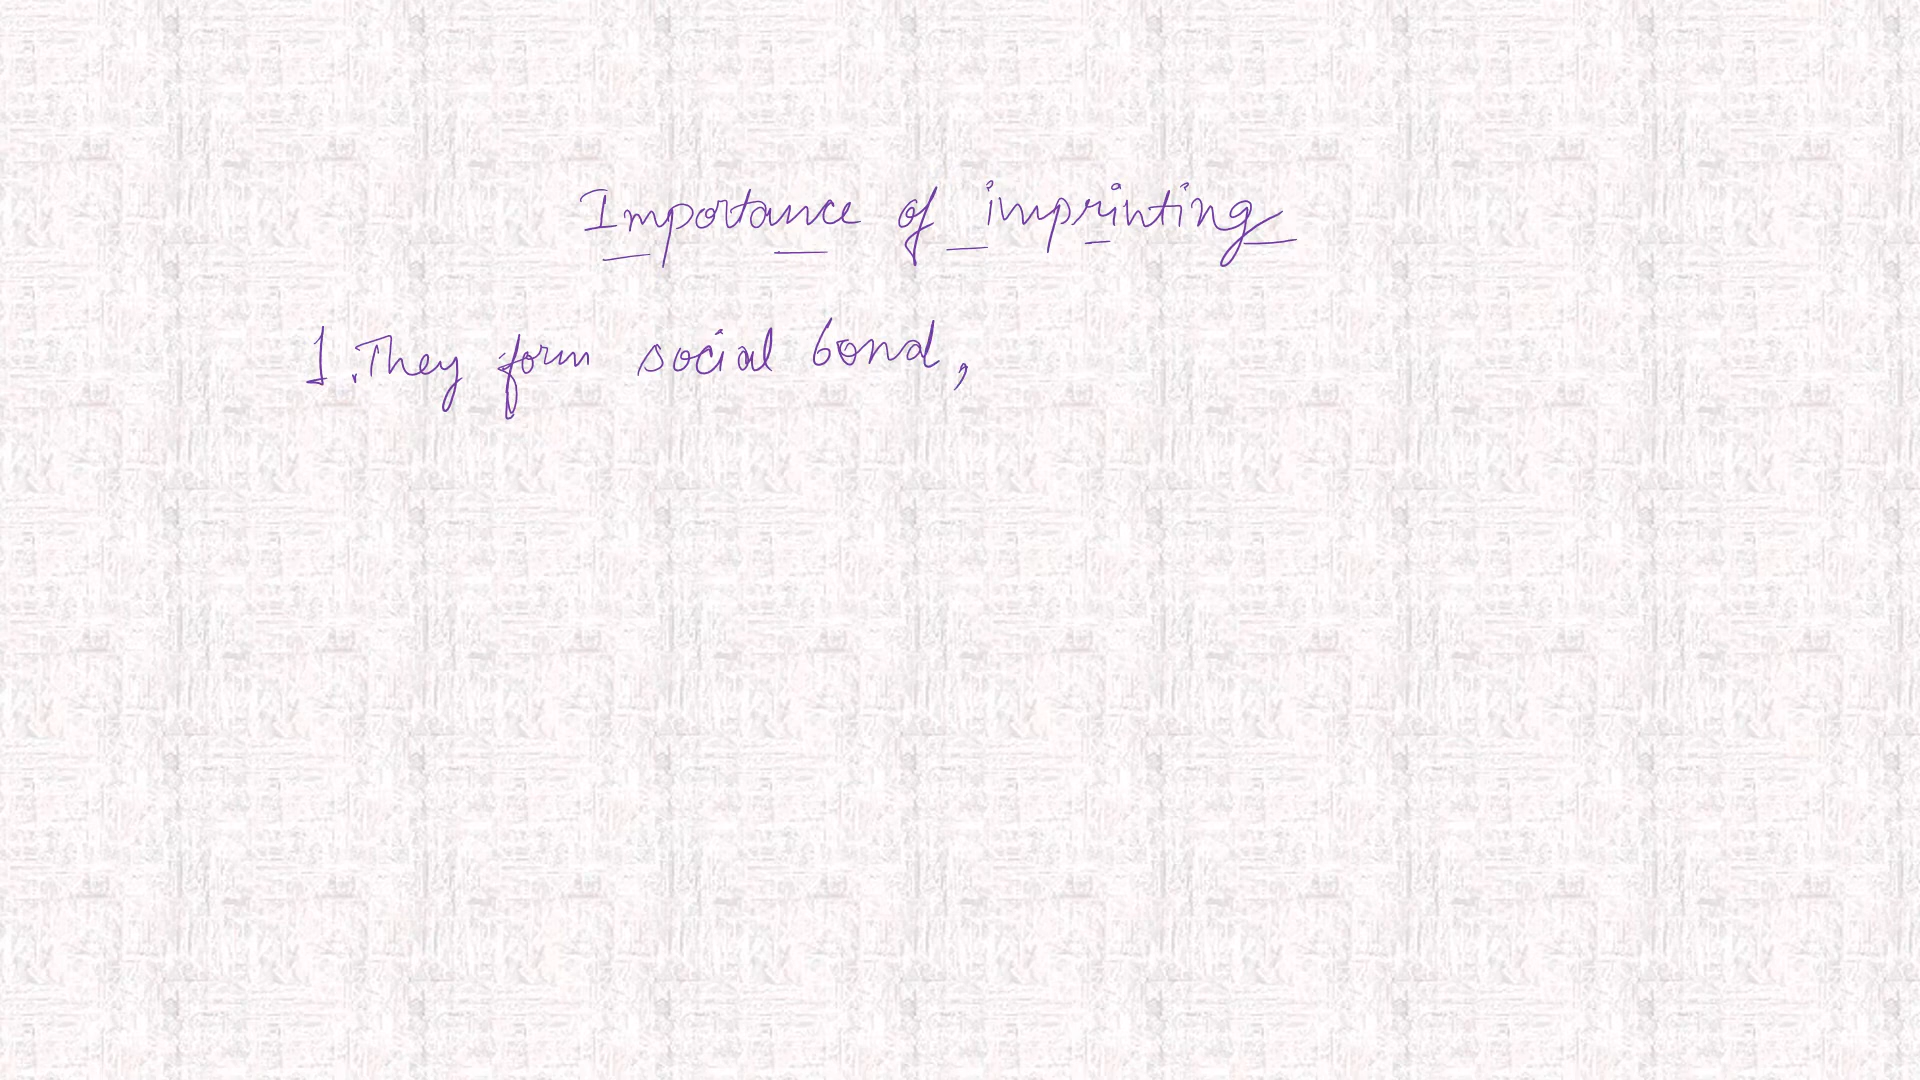 Importance of imprinting
1. They form social bond,